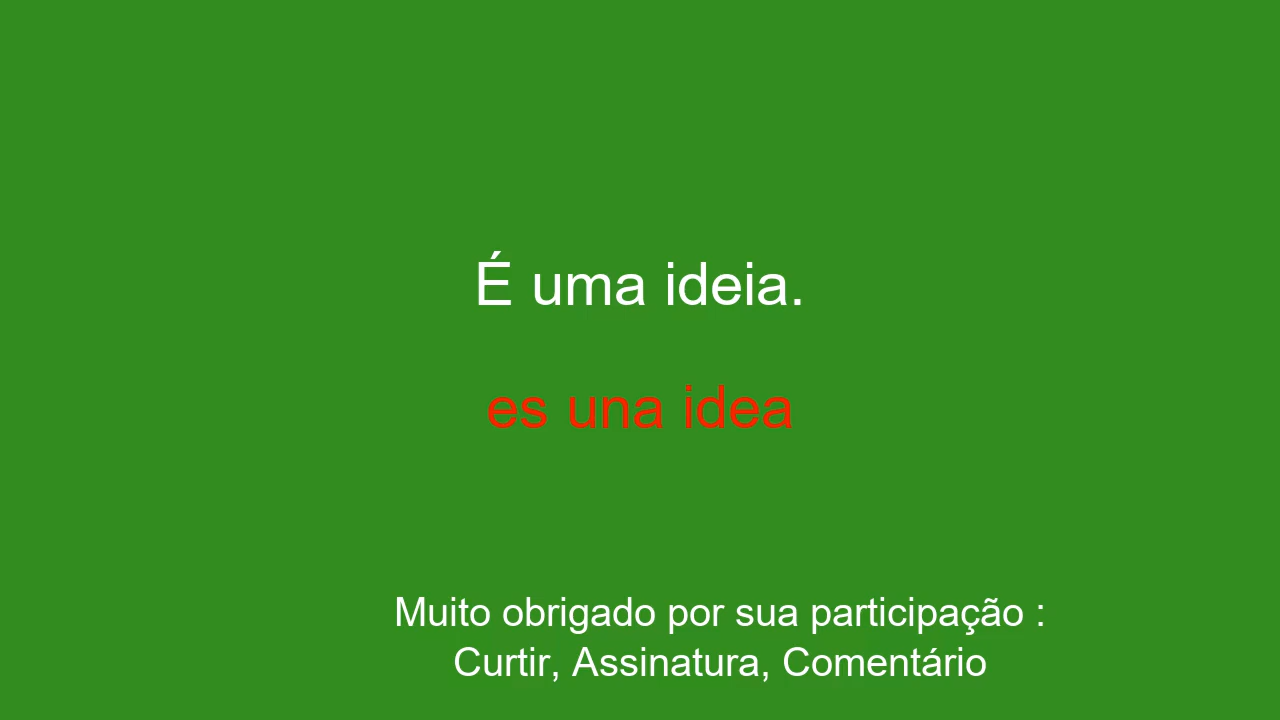 É uma ideia.
es una idea
Muito obrigado por sua participação :
Curtir, Assinatura, Comentário